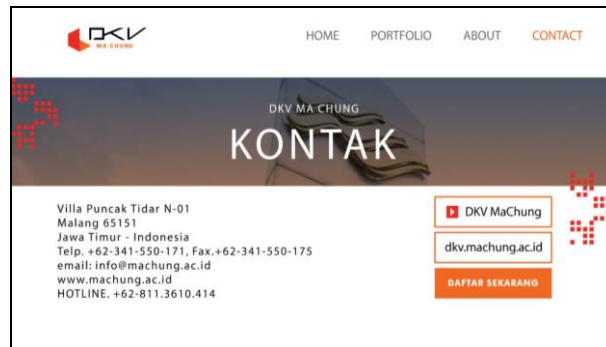 DKV
MA CHUNG
HOME PORTFOLIO ABOUT CONTACT
DKV MA CHUNG
KONTAK
Villa Puncak Tidar N-01
Malang 65151
Jawa Timur - Indonesia
Telp. +62-341-550-171, Fax.+62-341-550-175
email: info@machung.ac.id
www.machung.ac.id
HOTLINE. +62-811.3610.414
DKV MaChung
dkv.machung.ac.id
DAFTAR SEKARANG